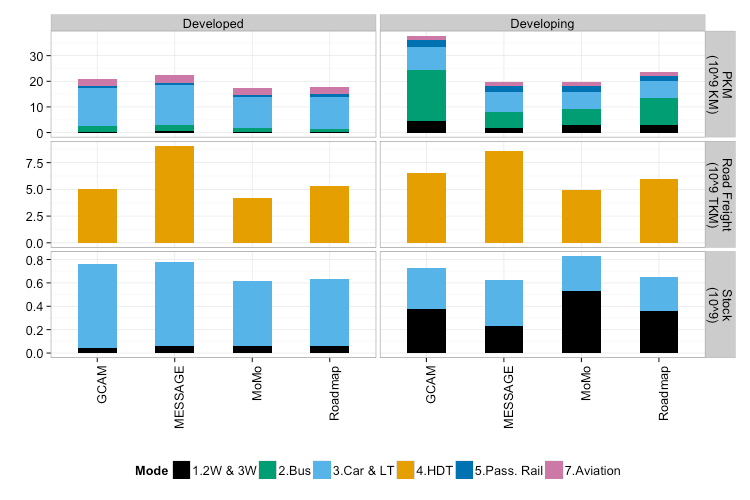 Developed
Developing
30
20
10
0
PKM
(10^9 KM)
7.5
5.0
2.5
0.0
Road Freight
(10^9 TKM)
0.8
0.6
0.4
0.2
0.0
Stock
(10^9)
GCAM
MESSAGE
MoMo
Roadmap
GCAM
MESSAGE
MoMo
Roadmap
Mode 1.2W & 3W 2.Bus 3.Car & LT 4.HDT 5.Pass. Rail 7.Aviation